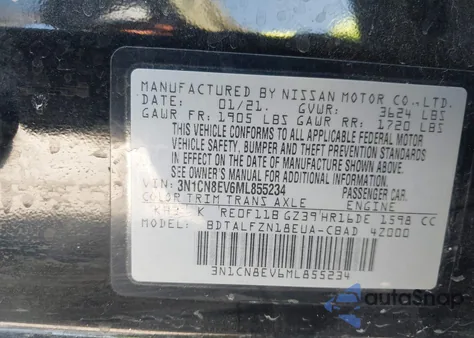 MANUFACTURED BY NISSAN MOTOR CO., LTD.
DATE: 01/21. GVWR: 3624 LBS
GAWR FR: 1905 LBS GAWR RR: 1720 LBS
THIS VEHICLE CONFORMS TO ALL APPLICABLE FEDERAL MOTOR
VEHICLE SAFETY, BUMPER AND THEFT PREVENTION STANDARDS
IN EFFECT ON THE DATE OF MANUFACTURE SHOWN ABOVE.
SEE OWNER'S MANUAL FOR ADDITIONAL INFORMATION.
VIN: 3N1CN8EV6ML855234 PASSENGER CAR
COLOR TRIM TRANS AXLE ENGINE
K RE0F11B GZ39 HR16DE 1598 CC
MODEL: BDTALFZN18EUA-CBAD 4Z000
3N1CN8EV6ML855234
autaShop